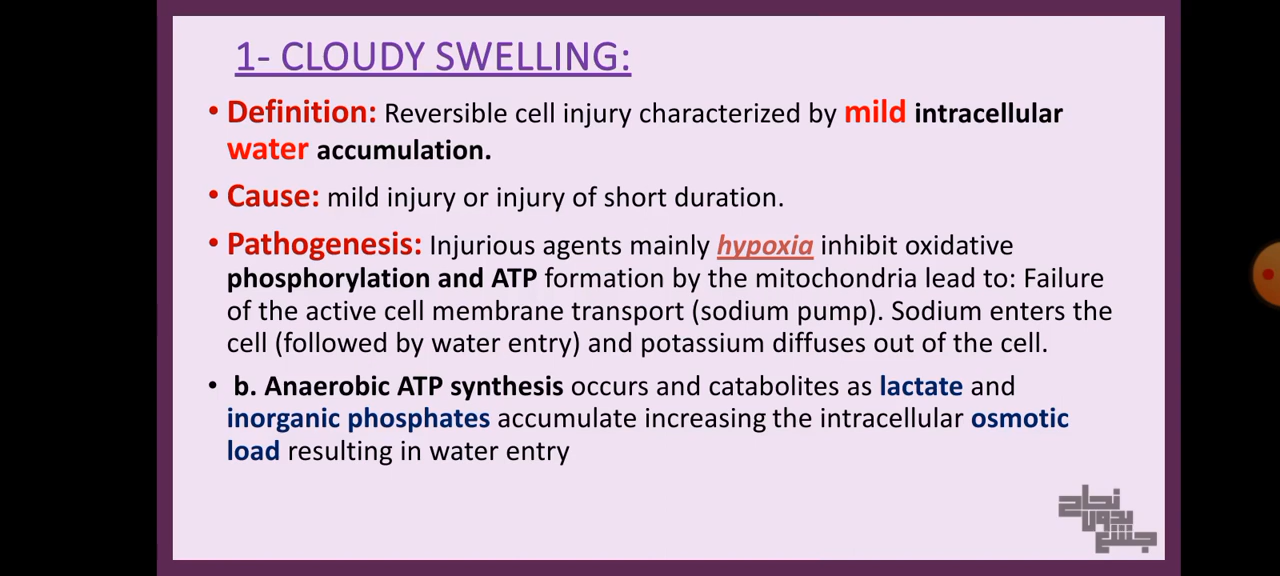 1- CLOUDY SWELLING:
• Definition: Reversible cell injury characterized by mild intracellular
water accumulation.
• Cause: mild injury or injury of short duration.
• Pathogenesis: Injurious agents mainly hypoxia inhibit oxidative
phosphorylation and ATP formation by the mitochondria lead to: Failure
of the active cell membrane transport (sodium pump). Sodium enters the
cell (followed by water entry) and potassium diffuses out of the cell.
• b. Anaerobic ATP synthesis occurs and catabolites as lactate and
inorganic phosphates accumulate increasing the intracellular osmotic
load resulting in water entry
نجاح
بدون
جشع